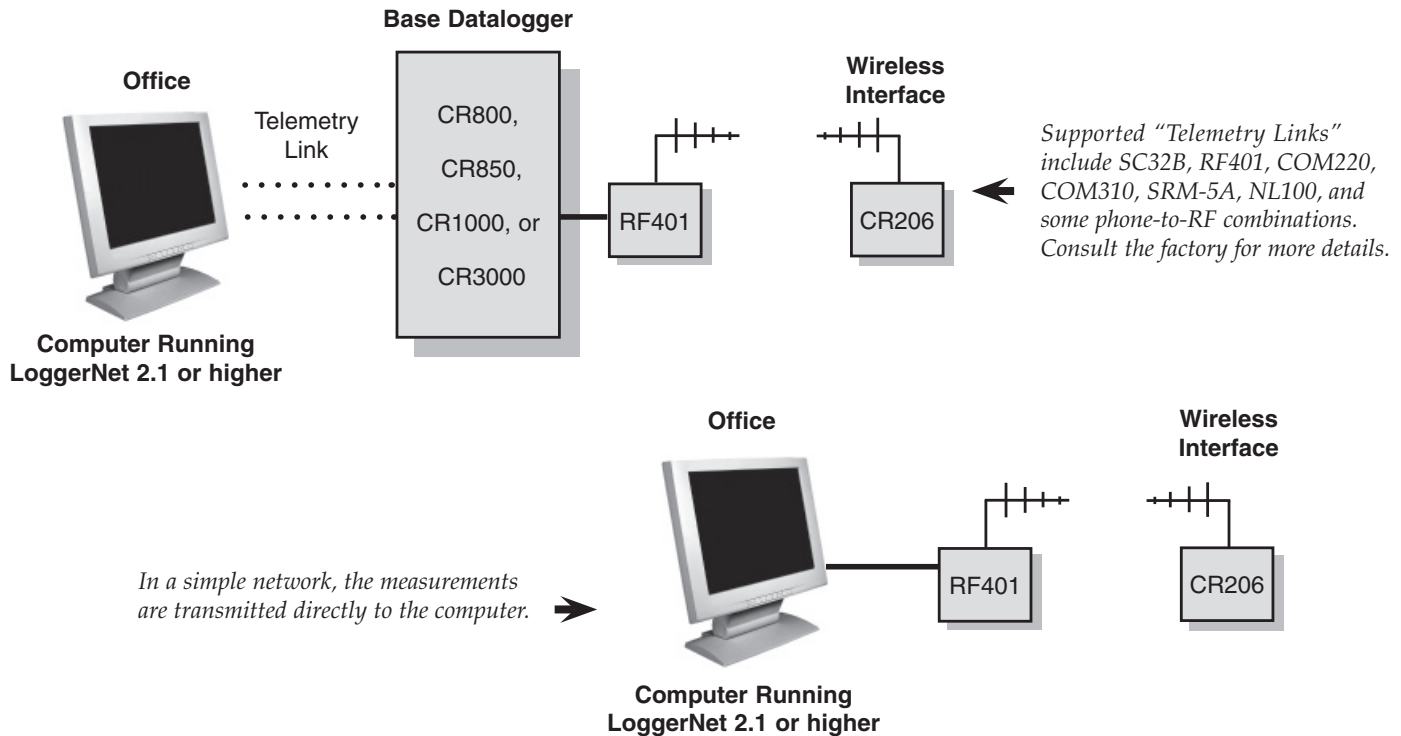 Base Datalogger
Office
Telemetry
Link
CR800,
CR850,
CR1000, or
CR3000
RF401
Wireless
Interface
CR206
Supported “Telemetry Links”
include SC32B, RF401, COM220,
COM310, SRM-5A, NL100, and
some phone-to-RF combinations.
Consult the factory for more details.
Computer Running
LoggerNet 2.1 or higher
Office
Wireless
Interface
In a simple network, the measurements
are transmitted directly to the computer.
RF401
CR206
Computer Running
LoggerNet 2.1 or higher